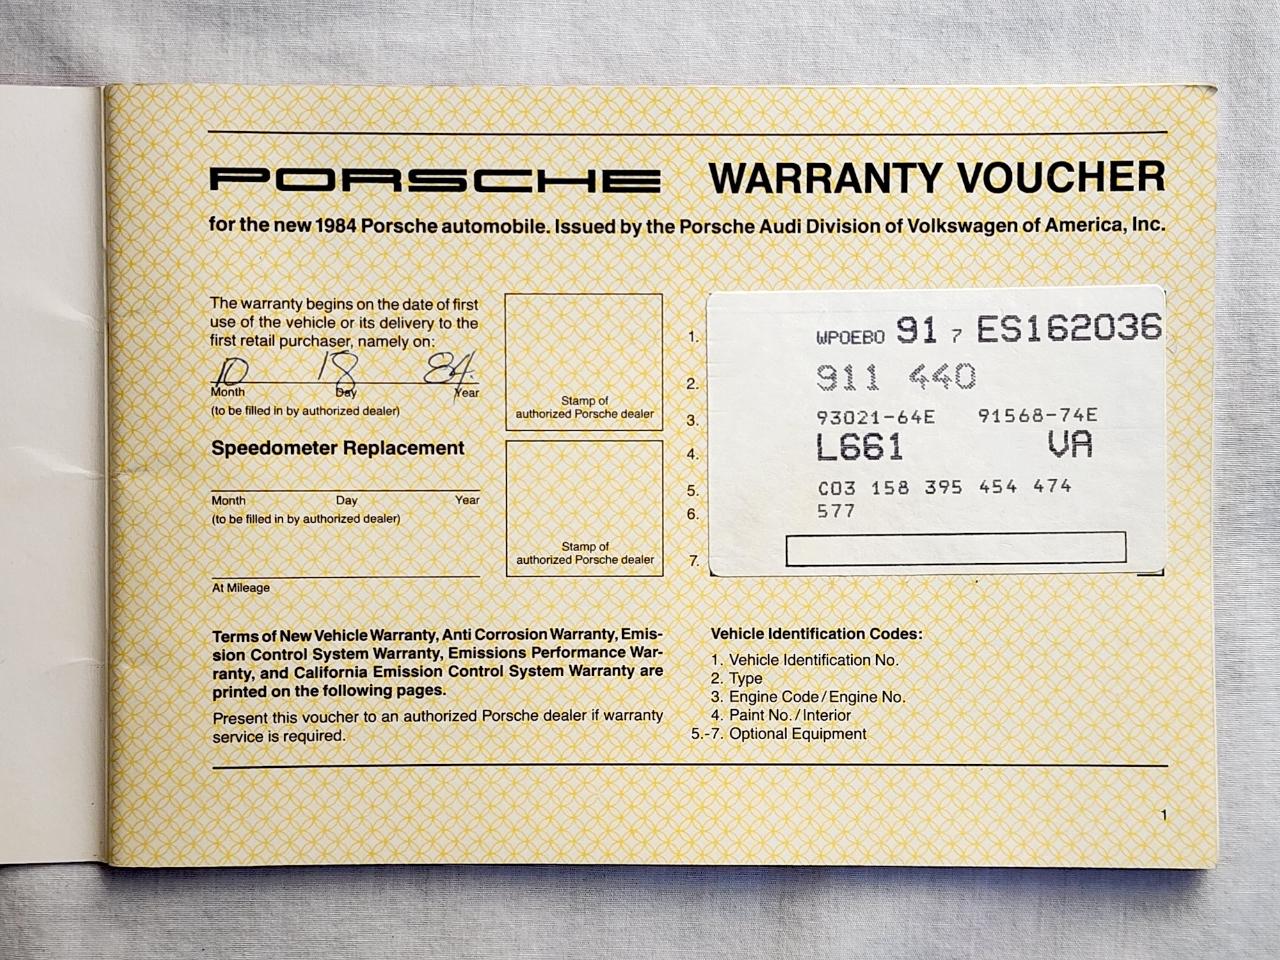 PORSCHE WARRANTY VOUCHER
for the new 1984 Porsche automobile. Issued by the Porsche Audi Division of Volkswagen of America, Inc.
The warranty begins on the date of first
use of the vehicle or its delivery to the
first retail purchaser, namely on:
10 18 84.
Month Day Year
(to be filled in by authorized dealer)
Stamp of
authorized Porsche dealer
Speedometer Replacement
Month Day Year
(to be filled in by authorized dealer)
At Mileage
Stamp of
authorized Porsche dealer
1. WPOEBO 91 7 ES162036
2. 911 440
3. 93021-64E 91568-74E
4. L661 VA
5. C03 158 395 454 474
6. 577
7.
Terms of New Vehicle Warranty, Anti Corrosion Warranty, Emis-
sion Control System Warranty, Emissions Performance War-
ranty, and California Emission Control System Warranty are
printed on the following pages.
Present this voucher to an authorized Porsche dealer if warranty
service is required.
Vehicle Identification Codes:
1. Vehicle Identification No.
2. Type
3. Engine Code/Engine No.
4. Paint No./Interior
5.-7. Optional Equipment
1